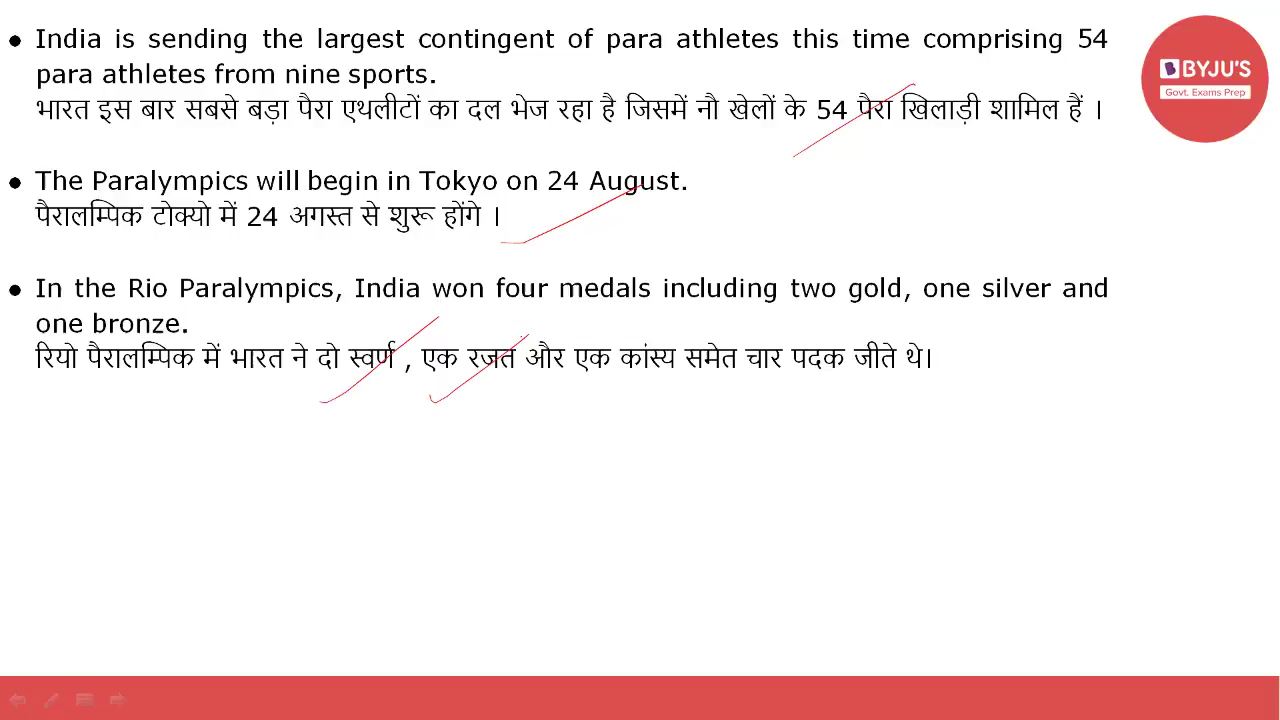 • India is sending the largest contingent of para athletes this time comprising 54
para athletes from nine sports.
भारत इस बार सबसे बड़ा पैरा एथलीटों का दल भेज रहा है जिसमें नौ खेलों के 54 पैरा खिलाड़ी शामिल हैं ।
• The Paralympics will begin in Tokyo on 24 August.
पैरालम्पिक टोक्यो में 24 अगस्त से शुरू होंगे ।
• In the Rio Paralympics, India won four medals including two gold, one silver and
one bronze.
रियो पैरालम्पिक में भारत ने दो स्वर्ण , एक रजत और एक कांस्य समेत चार पदक जीते थे।
BYJU'S
Govt. Exams Prep